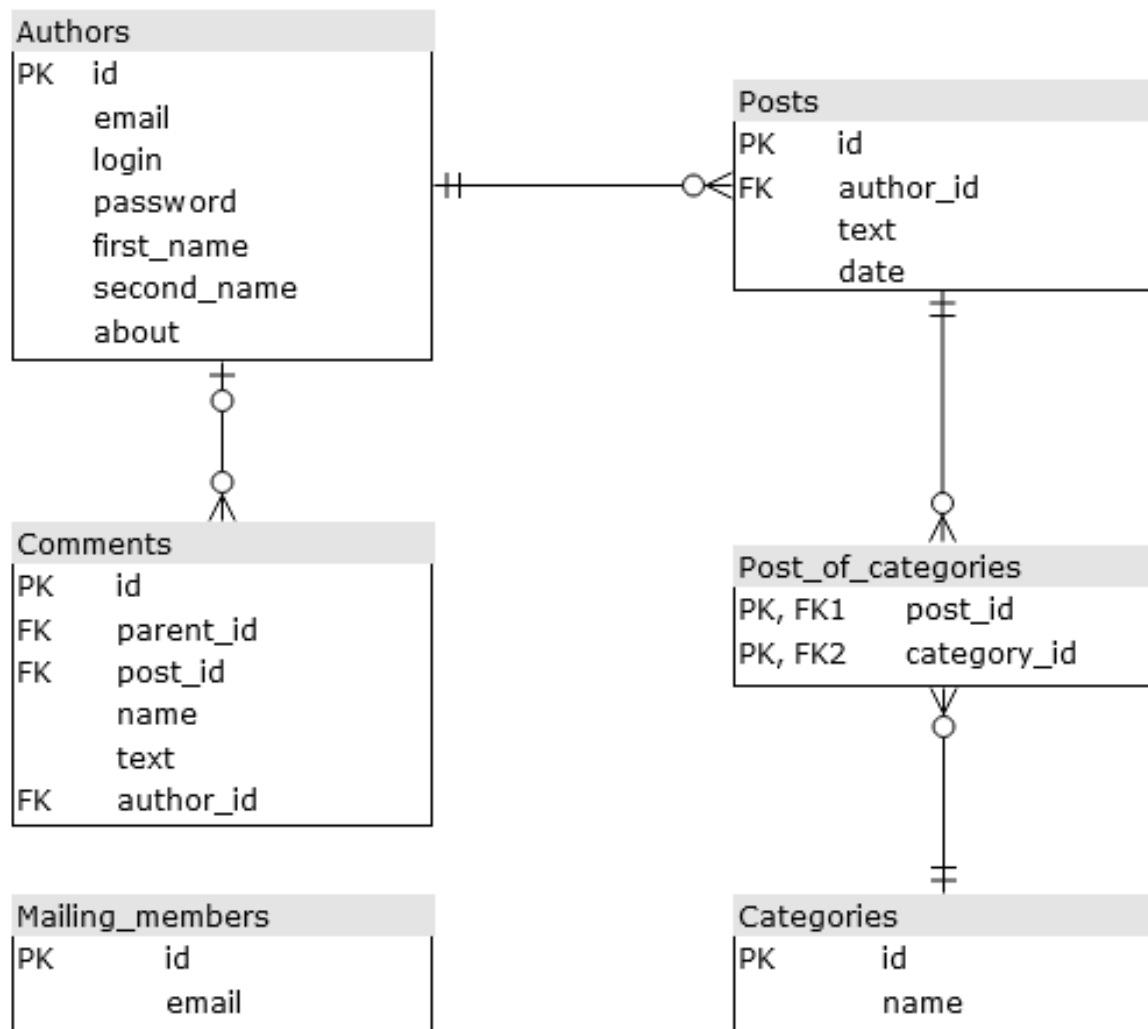 Authors
PK id
email
login
password
first_name
second_name
about
Posts
PK id
FK author_id
text
date
Comments
PK id
FK parent_id
FK post_id
name
text
FK author_id
Post_of_categories
PK, FK1 post_id
PK, FK2 category_id
Mailing_members
PK id
email
Categories
PK id
name